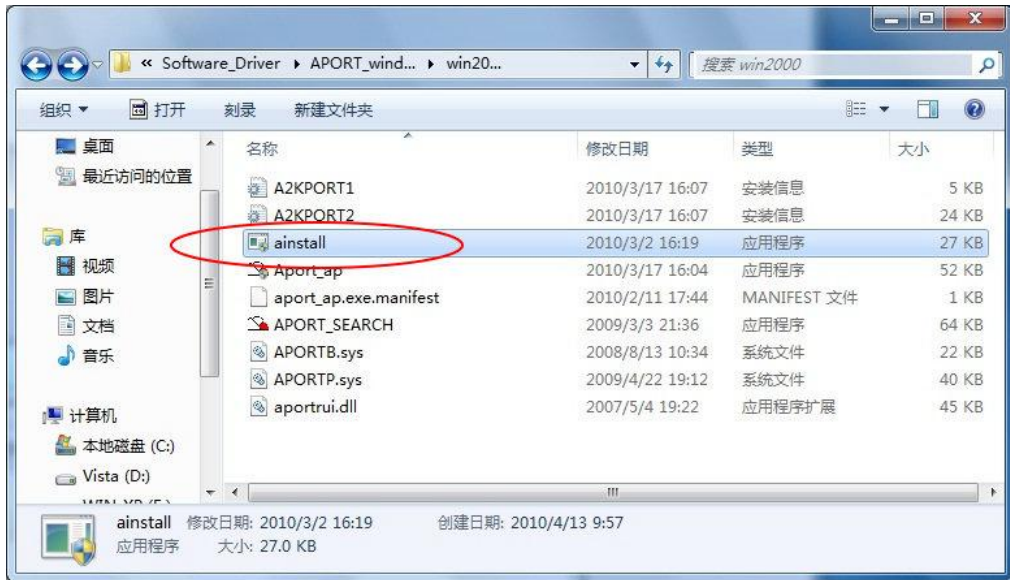 « Software_Driver ▸ APORT_wind... ▸ win20...
搜索 win2000
组织 打开 刻录 新建文件夹
桌面
最近访问的位置
库
视频
图片
文档
音乐
计算机
本地磁盘 (C:)
Vista (D:)
名称 修改日期 类型 大小
A2KPORT1 2010/3/17 16:07 安装信息 5 KB
A2KPORT2 2010/3/17 16:07 安装信息 24 KB
ainstall 2010/3/2 16:19 应用程序 27 KB
Aport_ap 2010/3/17 16:04 应用程序 52 KB
aport_ap.exe.manifest 2010/2/11 17:44 MANIFEST 文件 1 KB
APORT_SEARCH 2009/3/3 21:36 应用程序 64 KB
APORTB.sys 2008/8/13 10:34 系统文件 22 KB
APORTP.sys 2009/4/22 19:12 系统文件 40 KB
aportrui.dll 2007/5/4 19:22 应用程序扩展 45 KB
ainstall 修改日期: 2010/3/2 16:19 创建日期: 2010/4/13 9:57
应用程序 大小: 27.0 KB